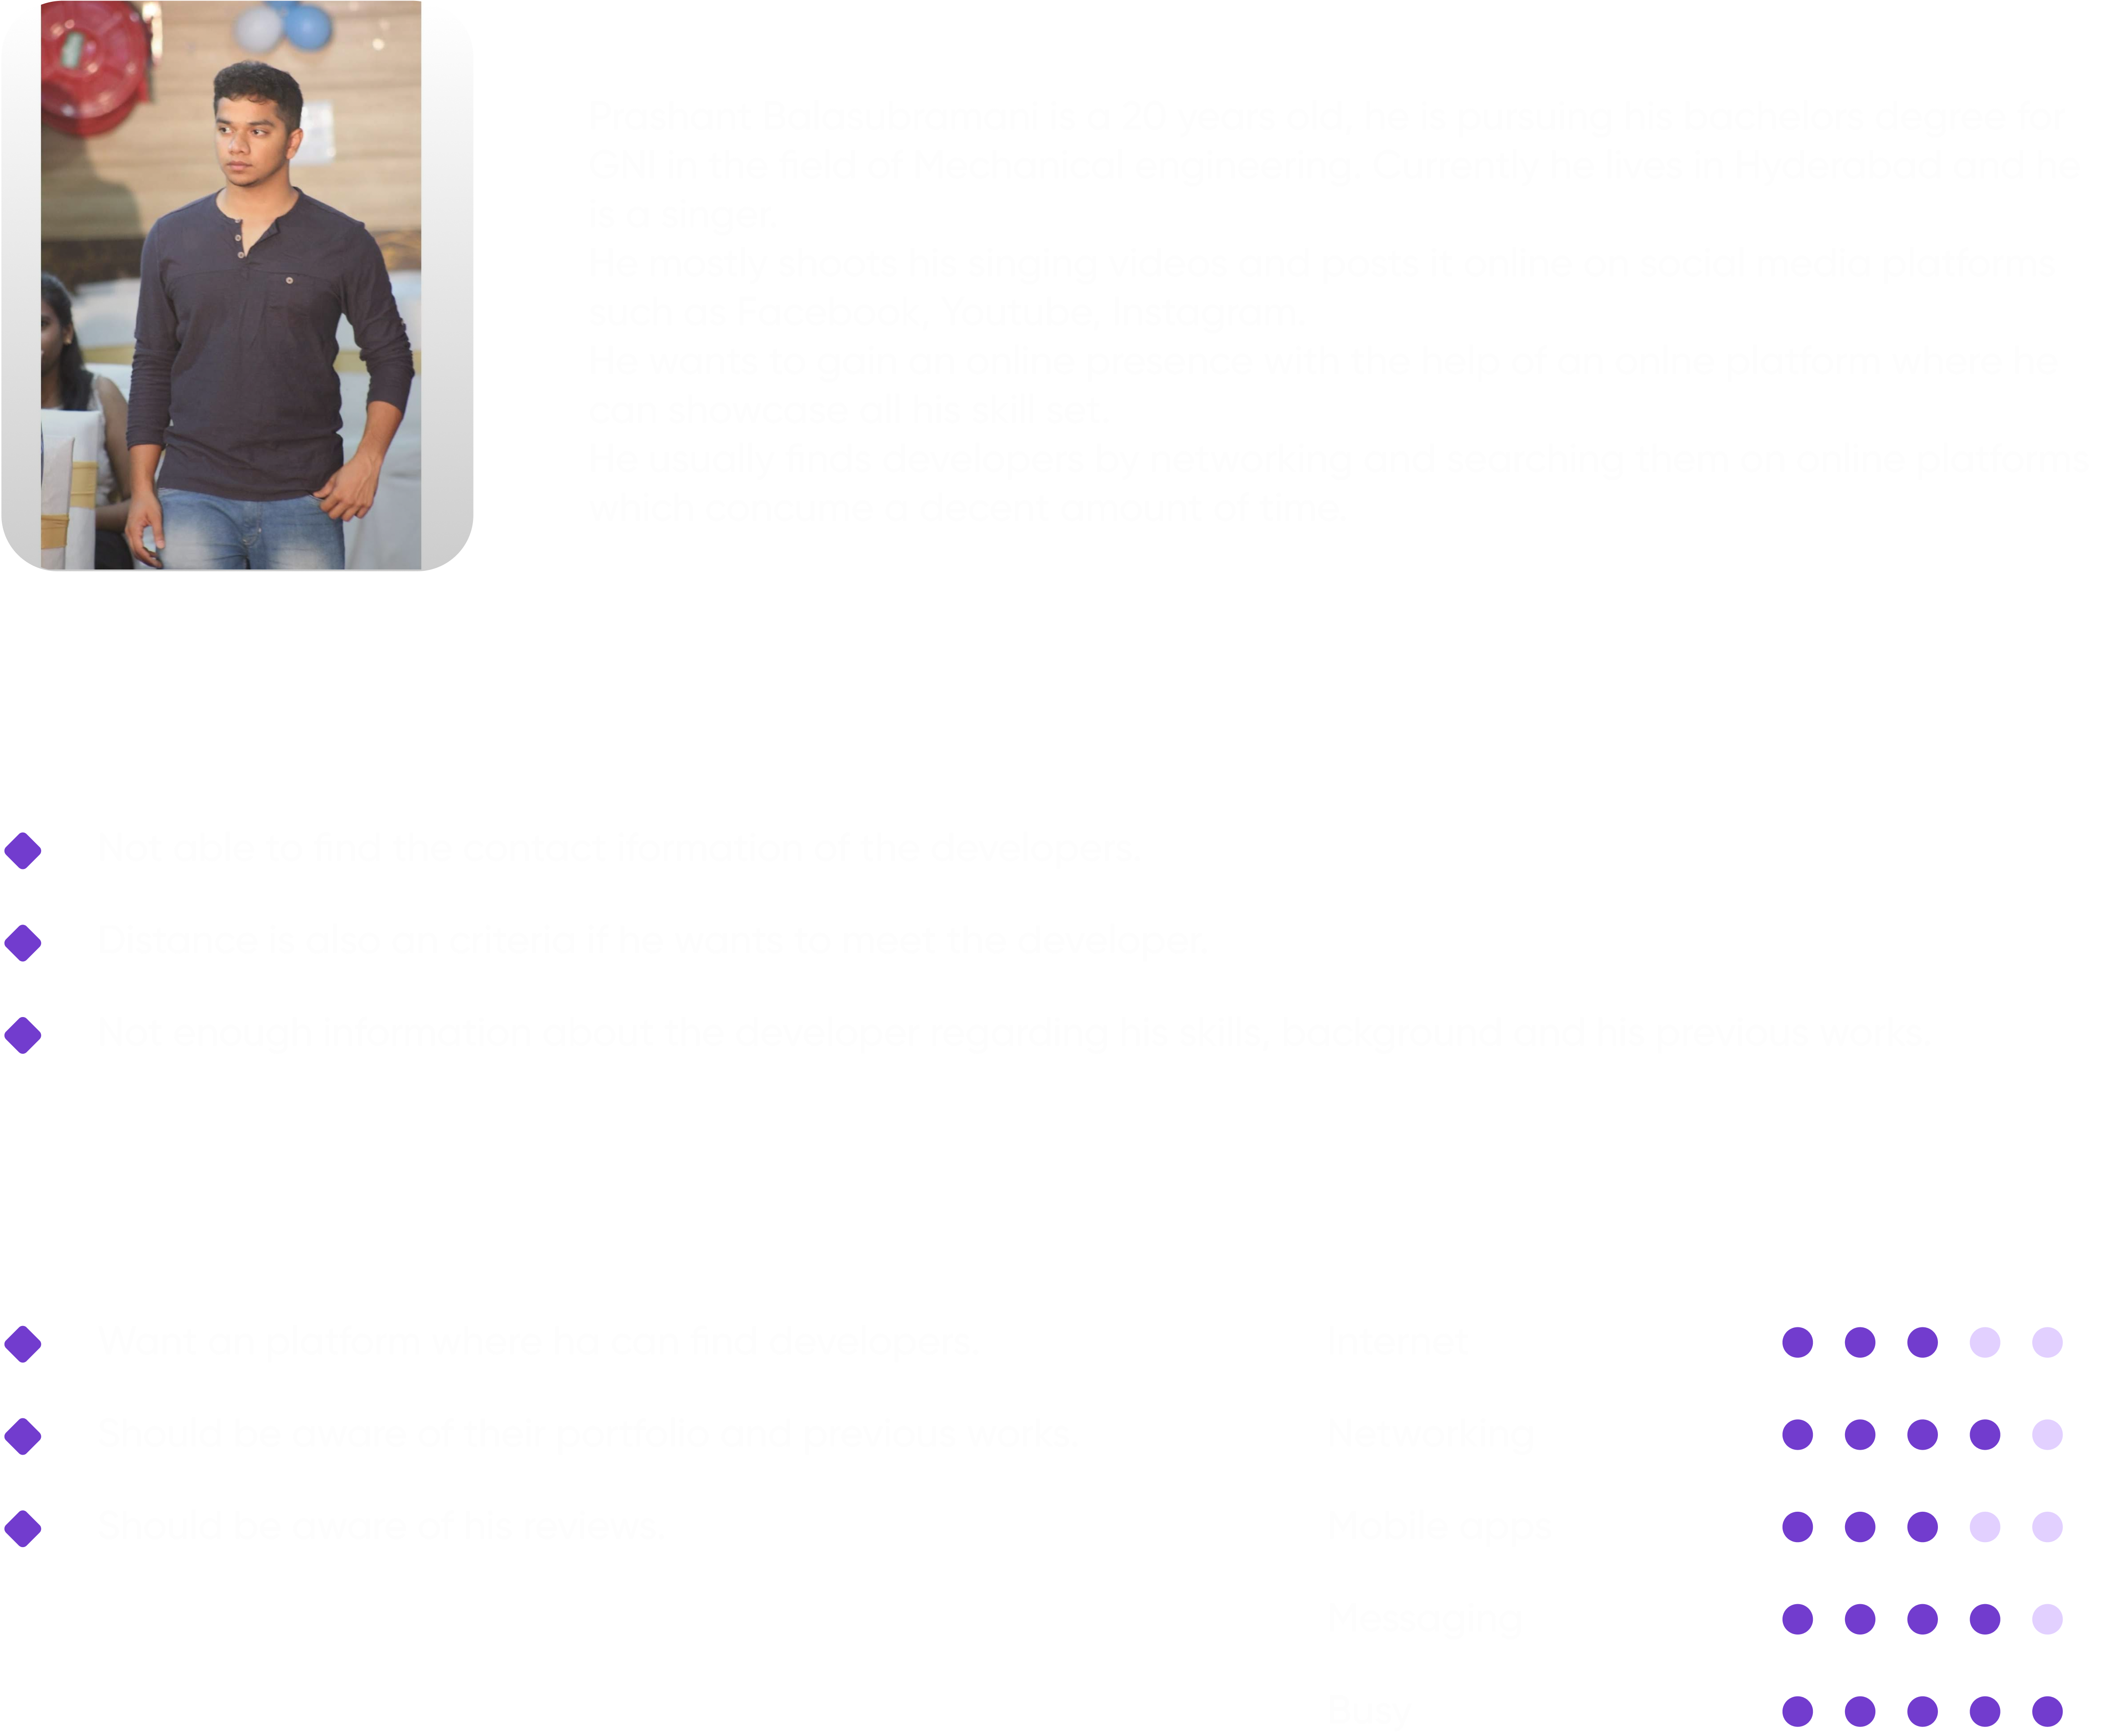 Prashant Balasubramani is a 20 years old, he is pursuing his bachelors degree for
GNI in the field of Mechanical engineering. Currently he lives in Hyderabad and he
is a singer.
He mostly shoots his singing videos and posts it online on social media platforms
such as Facebook, Youtube, Instagram.
He wants to gain an online presence with the help of an onine platform where he
can showcase all his skill set.
He usually finds developers by networking and searching them on online platforms
which concume a decent amount of time.
Not able to find the contact iformation of the developers.
Distance is also an criteria if he wants to meet the developer.
Not enough information about the developer regarding his skills, background and his previous works.
Want an platform where ho can find developers
Should be aware of their portfolio and previous works.
Should be aware of his reviews
Internet
Networking
Mobile apps
Messaging
Busy